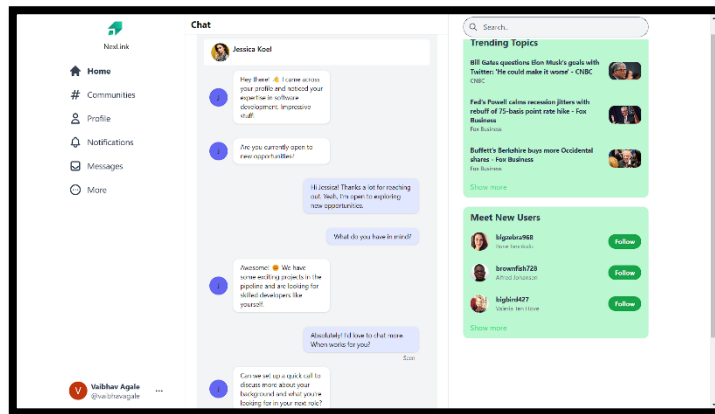 NexLink
Home
Communities
Profile
Notifications
Messages
More
Vaibhav Agale
@vaibhavagale
V
Chat
Jessica Koel
Hey there! 👋 I came across
your profile and noticed your
expertise in software
development. Impressive
stuff!
Are you currently open to
new opportunities?
Hi Jessica! Thanks a lot for reaching
out. Yeah, I'm open to exploring
new opportunities.
What do you have in mind?
Awesome! 😊 We have
some exciting projects in the
pipeline and are looking for
skilled developers like
yourself.
Absolutely! I'd love to chat more.
When works for you?
Seen
Can we set up a quick call to
discuss more about your
background and what you're
looking for in your next role?
Search..
Trending Topics
Bill Gates questions Elon Musk's goals with
Twitter: 'He could make it worse' - CNBC
CNBC
Fed's Powell calms recession jitters with
rebuff of 75-basis point rate hike - Fox
Business
Fox Business
Buffett's Berkshire buys more Occidental
shares - Fox Business
Fox Business
Show more
Meet New Users
bigzebra968
Follow
brownfish728
Alfred Johansen
Follow
bigbird427
Valeria Ten Hove
Follow
Show more